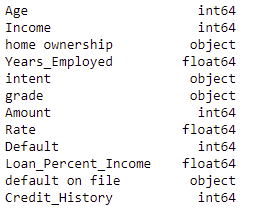 Age int64
Income int64
home ownership object
Years_Employed float64
intent object
grade object
Amount int64
Rate float64
Default int64
Loan_Percent_Income float64
default on file object
Credit_History int64